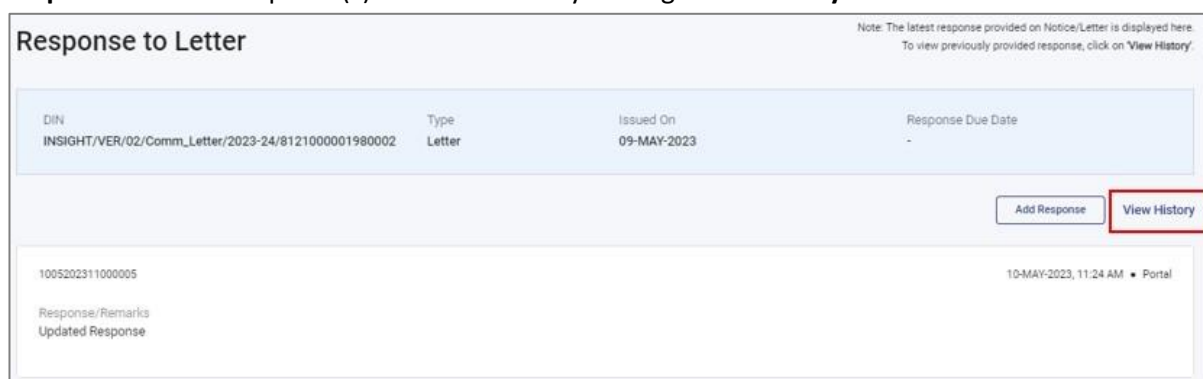 Response to Letter
Note: The latest response provided on Notice/Letter is displayed here.
To view previously provided response, click on 'View History'.
DIN Type Issued On Response Due Date
INSIGHT/VER/02/Comm_Letter/2023-24/8121000001980002 Letter 09-MAY-2023 -
Add Response View History
1005202311000005 10-MAY-2023, 11:24 AM • Portal
Response/Remarks
Updated Response